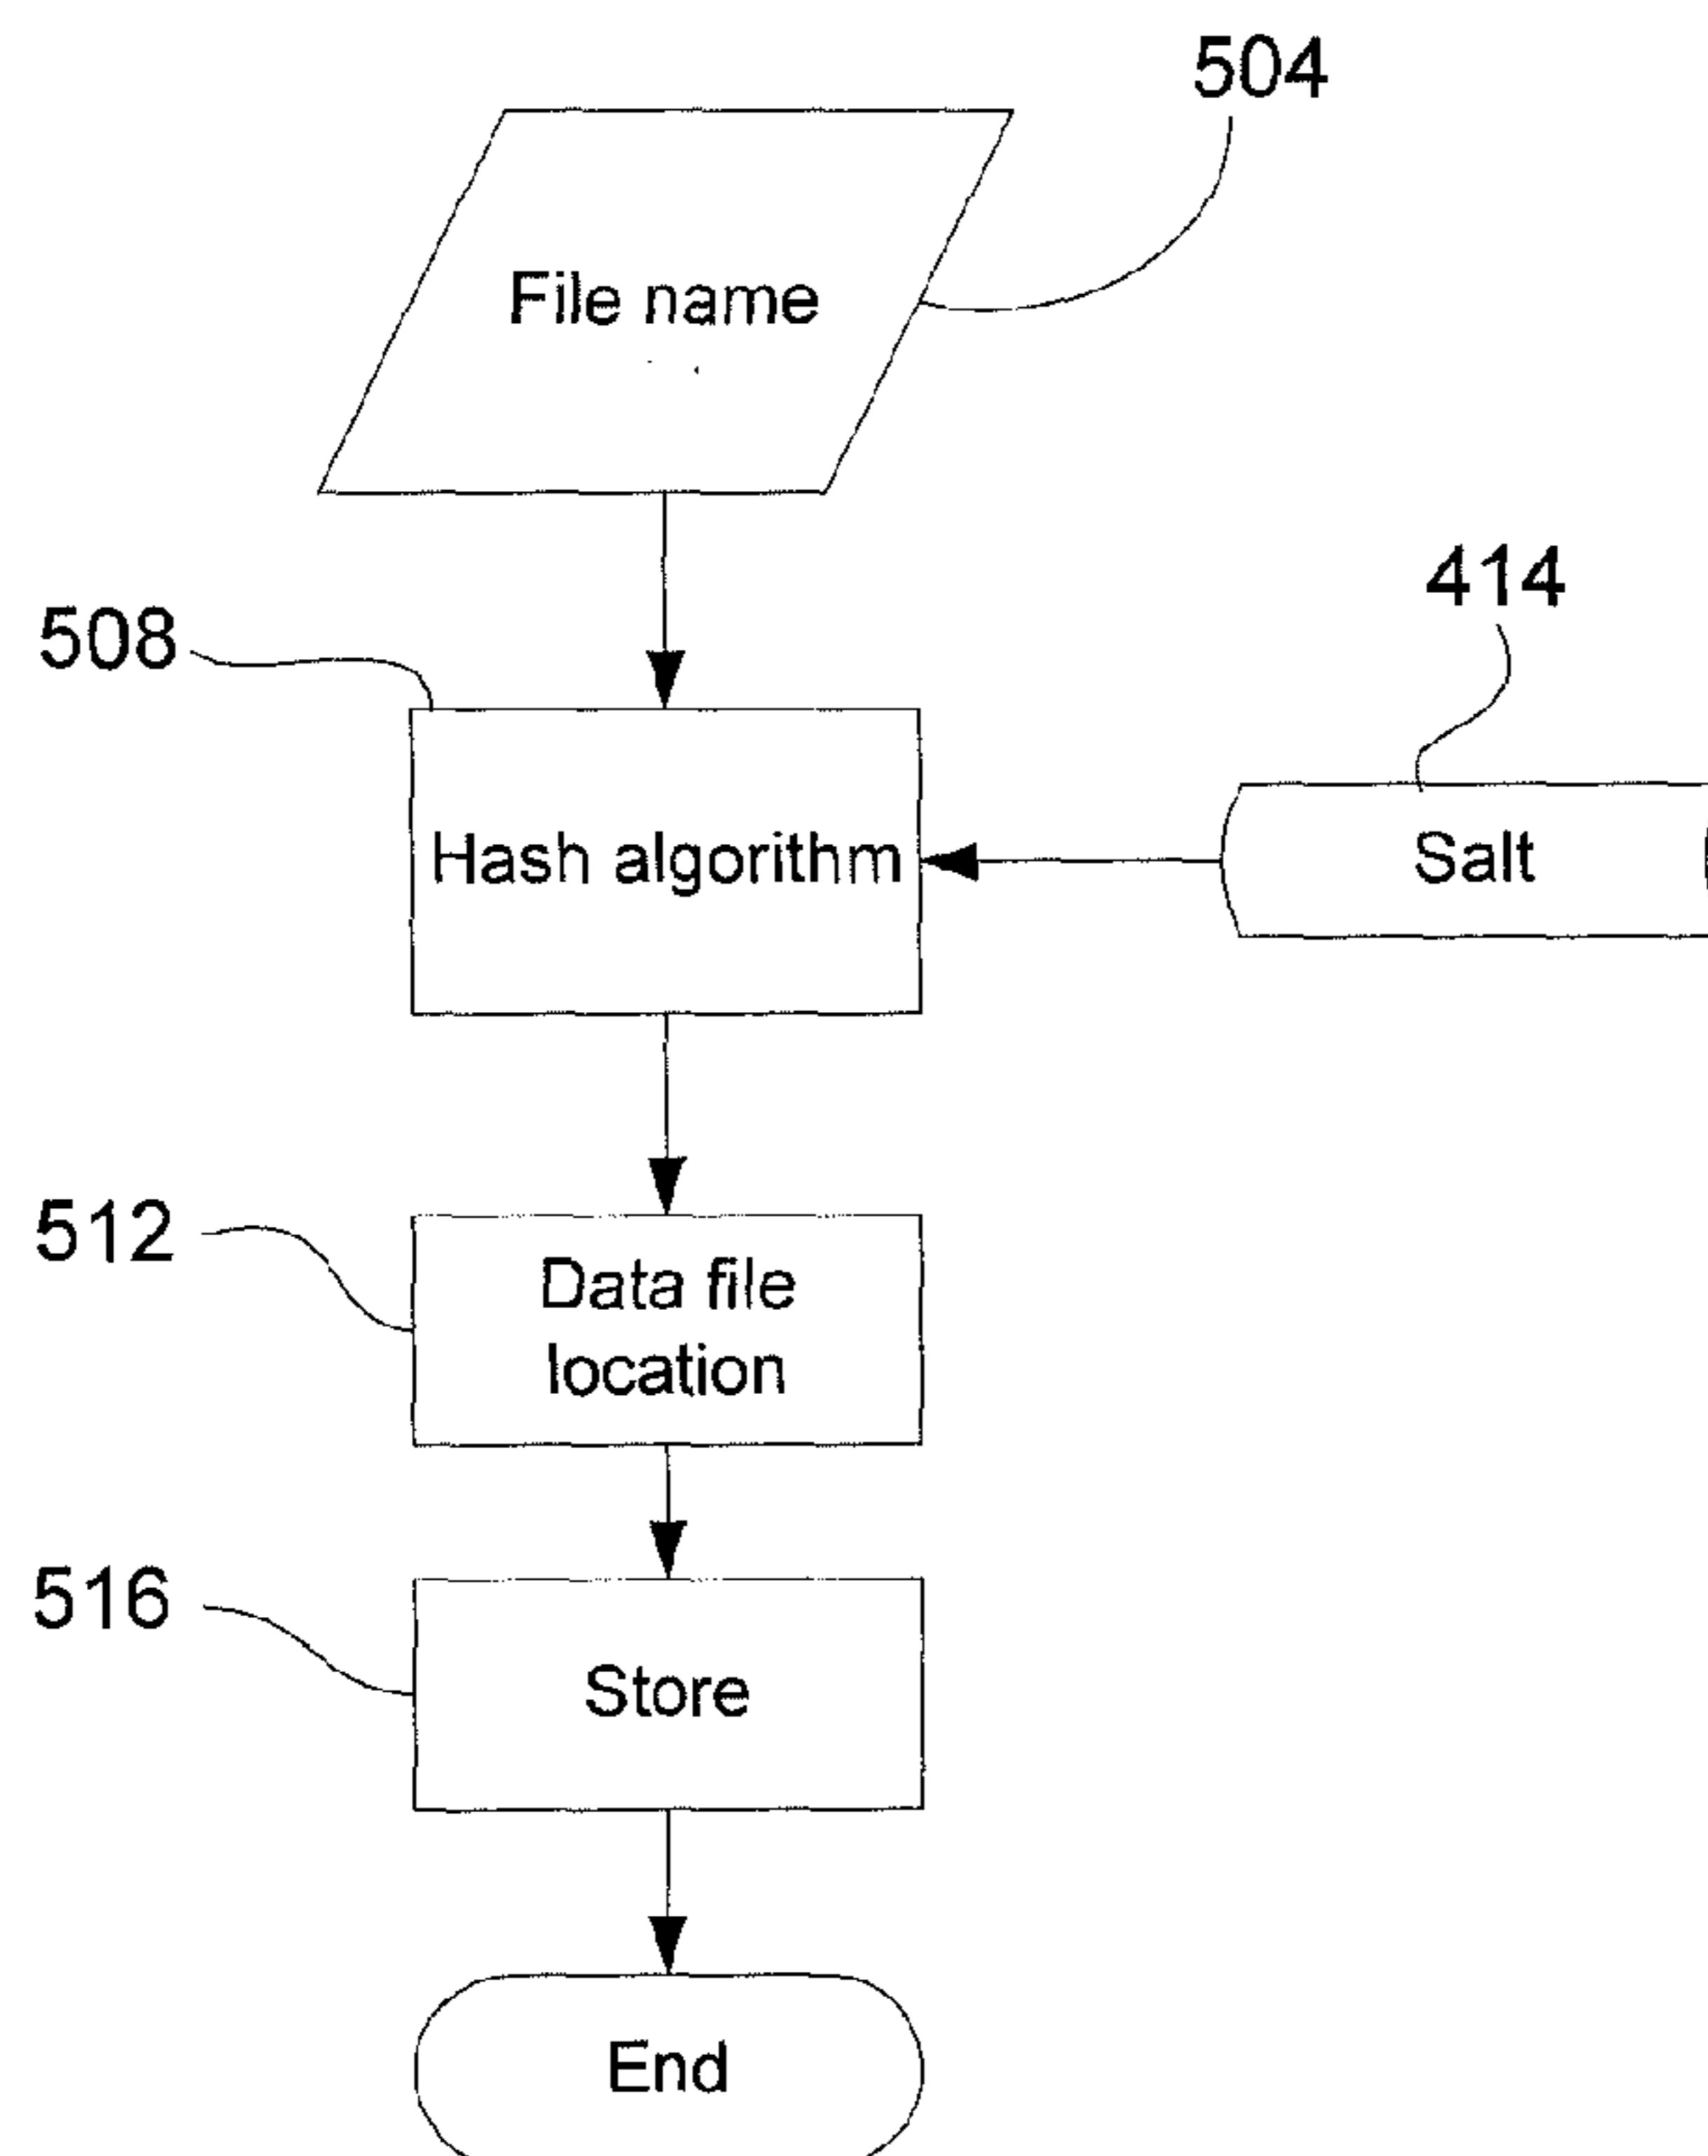 504
File name
414
508
Hash algorithm
Salt
512
Data file
location
516
Store
End